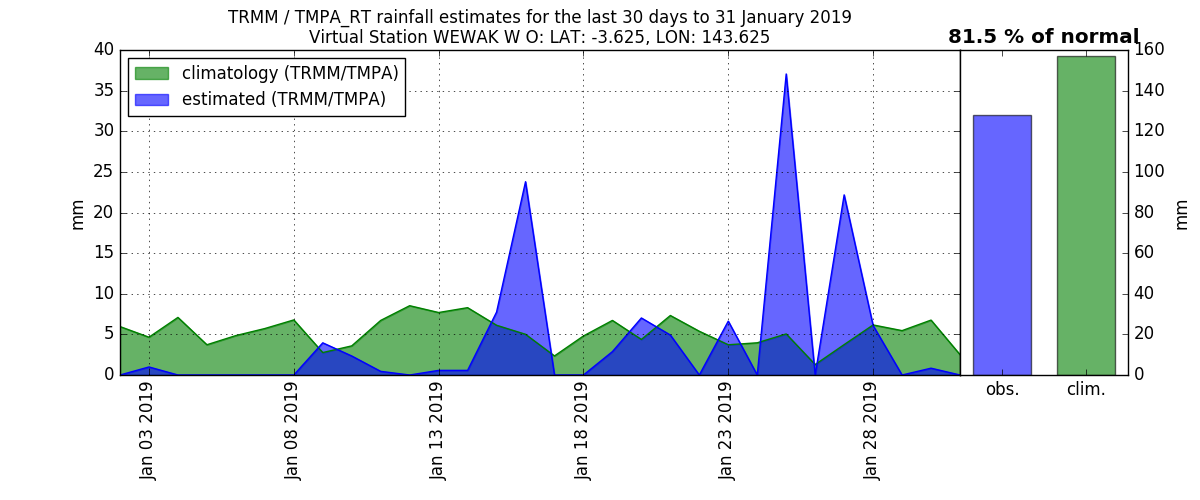 TRMM / TMPA_RT rainfall estimates for the last 30 days to 31 January 2019
Virtual Station WEWAK W O: LAT: -3.625, LON: 143.625
81.5 % of normal
climatology (TRMM/TMPA)
estimated (TRMM/TMPA)
40
35
30
25
20
15
10
5
0
mm
Jan 03 2019
Jan 08 2019
Jan 13 2019
Jan 18 2019
Jan 23 2019
Jan 28 2019
160
140
120
100
80
60
40
20
0
mm
obs.
clim.